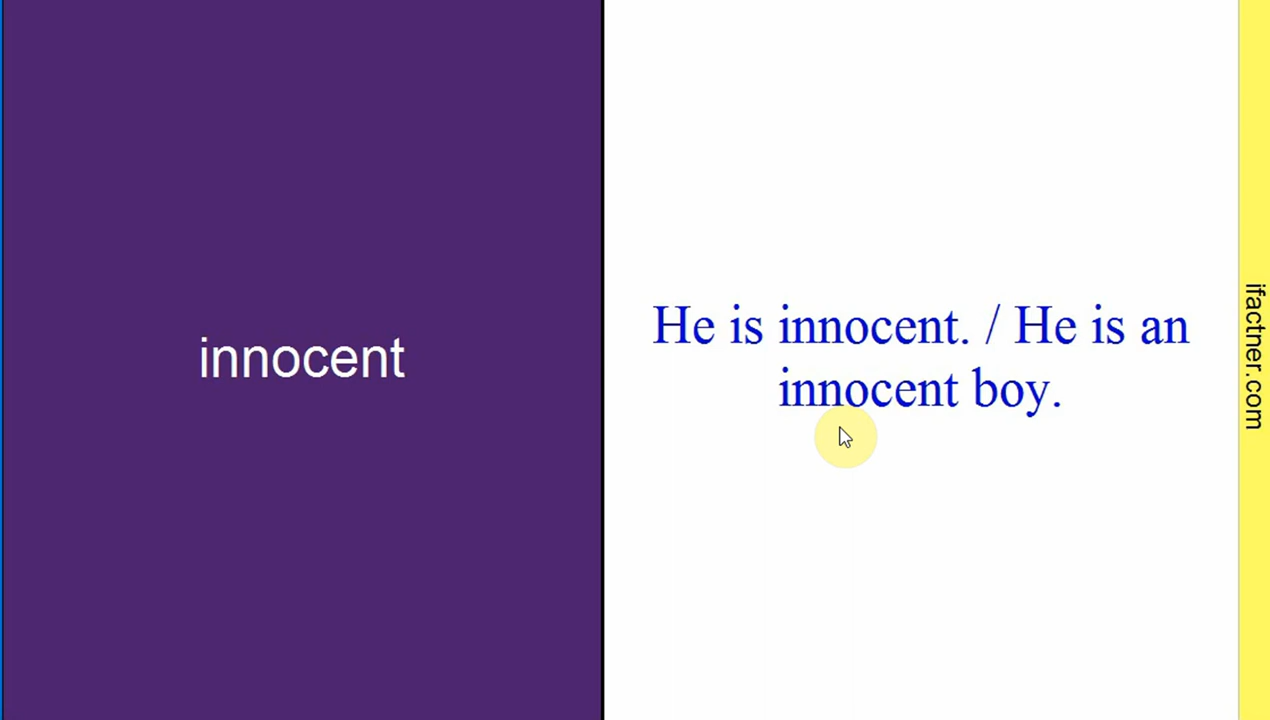 innocent
He is innocent. / He is an
innocent boy.
ifactner.com